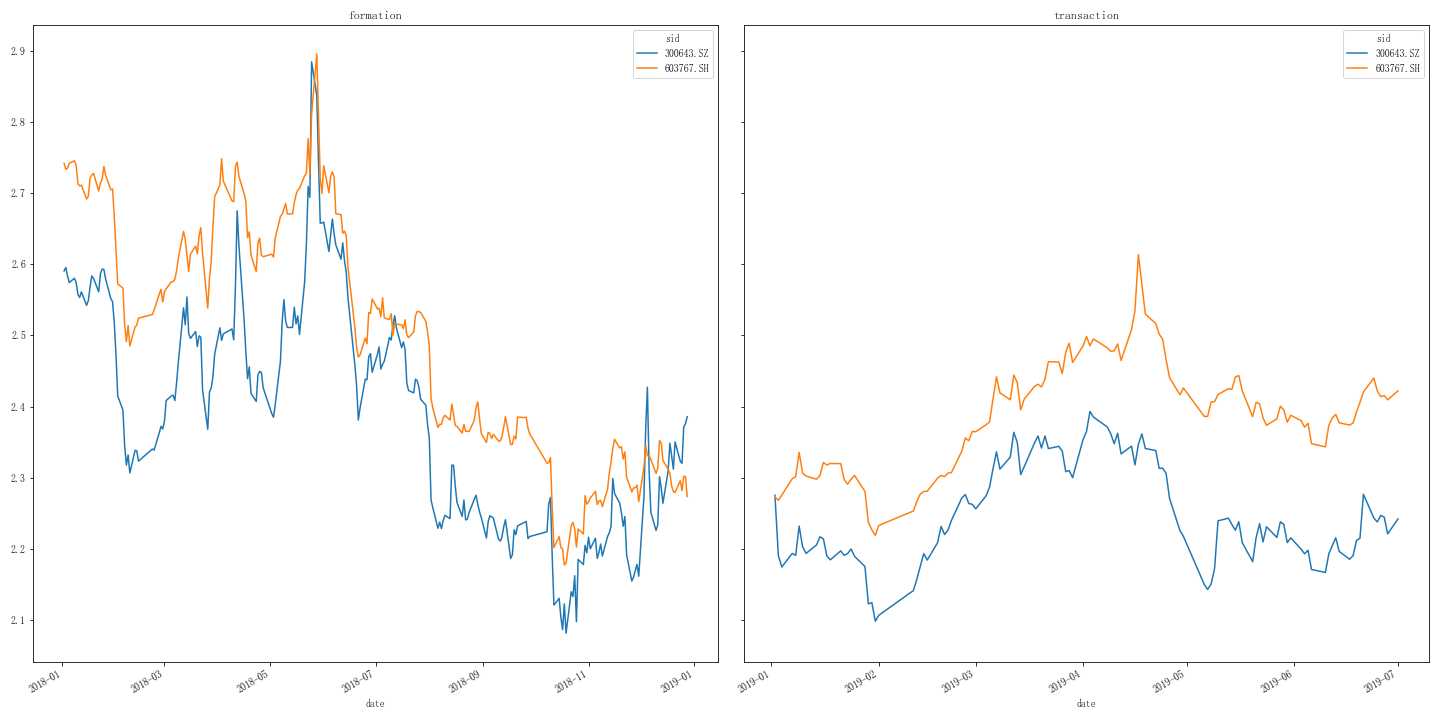 formation
transaction
sid
300643.SZ
603767.SH
sid
300643.SZ
603767.SH
2.9
2.8
2.7
2.6
2.5
2.4
2.3
2.2
2.1
2018-01
2018-03
2018-05
2018-07
2018-09
2018-11
2019-01
2019-01
2019-02
2019-03
2019-04
2019-05
2019-06
2019-07
date
date